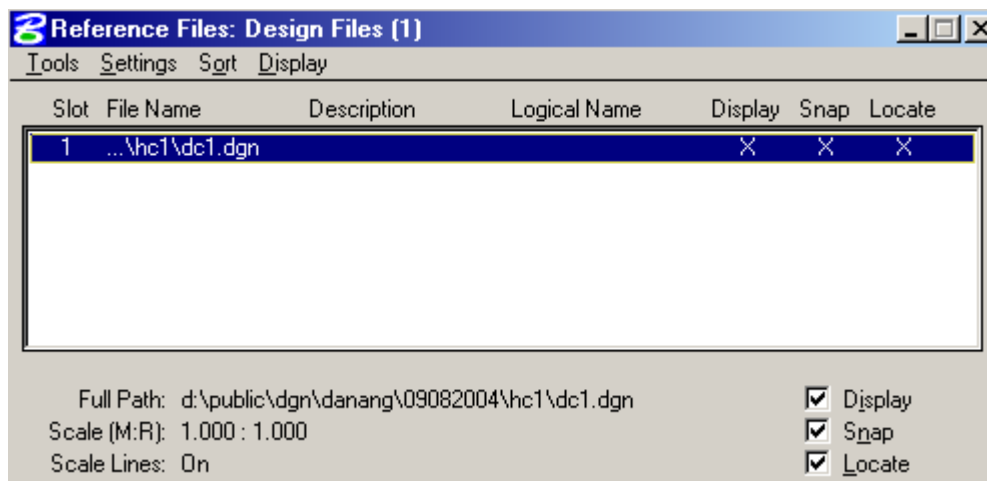 Reference Files: Design Files (1)
Tools Settings Sort Display
Slot File Name Description Logical Name Display Snap Locate
1 ...\hc1\dc1.dgn X X X
Full Path: d:\public\dgn\danang\09082004\hc1\dc1.dgn
Display
Scale (M:R): 1.000 : 1.000
Snap
Scale Lines: On
Locate